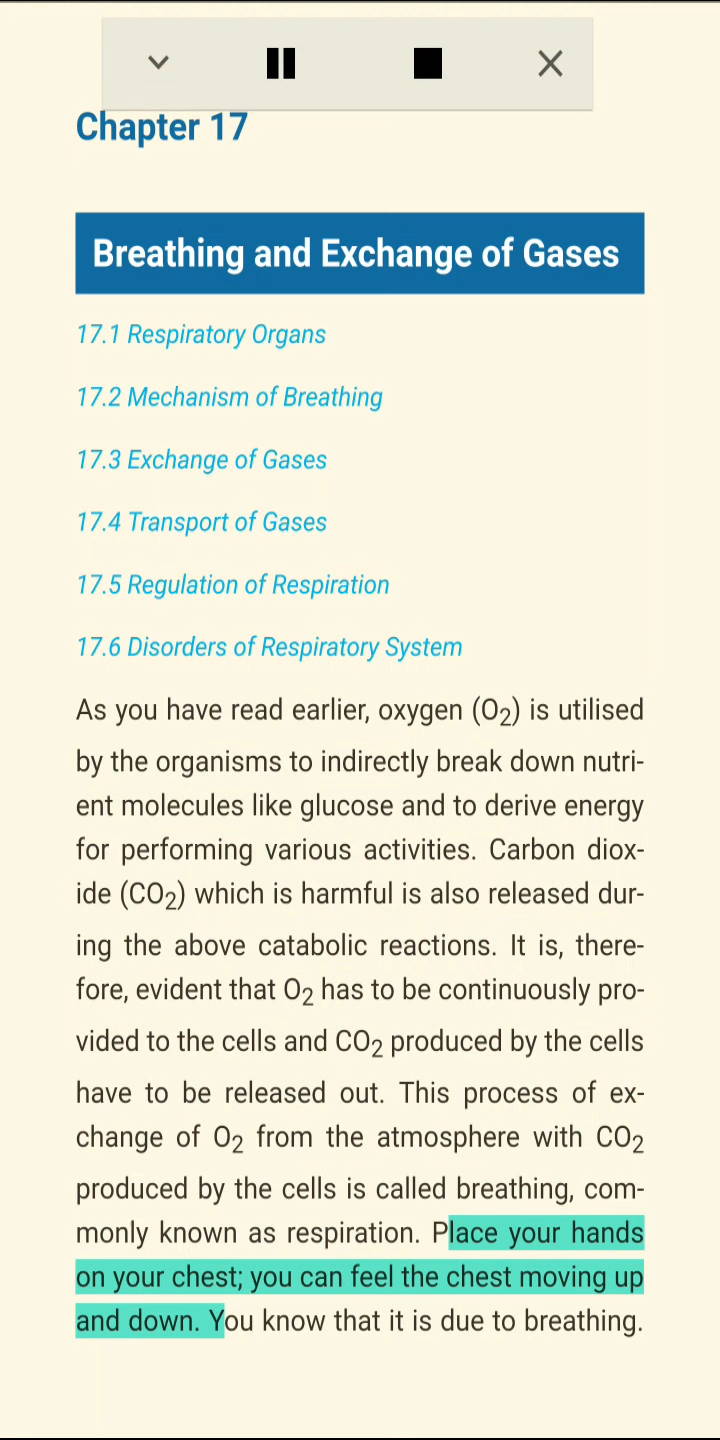 Chapter 17
Breathing and Exchange of Gases
17.1 Respiratory Organs
17.2 Mechanism of Breathing
17.3 Exchange of Gases
17.4 Transport of Gases
17.5 Regulation of Respiration
17.6 Disorders of Respiratory System
As you have read earlier, oxygen (O2) is utilised
by the organisms to indirectly break down nutri-
ent molecules like glucose and to derive energy
for performing various activities. Carbon diox-
ide (CO2) which is harmful is also released dur-
ing the above catabolic reactions. It is, there-
fore, evident that O2 has to be continuously pro-
vided to the cells and CO2 produced by the cells
have to be released out. This process of ex-
change of O2 from the atmosphere with CO2
produced by the cells is called breathing, com-
monly known as respiration. Place your hands
on your chest; you can feel the chest moving up
and down. You know that it is due to breathing.